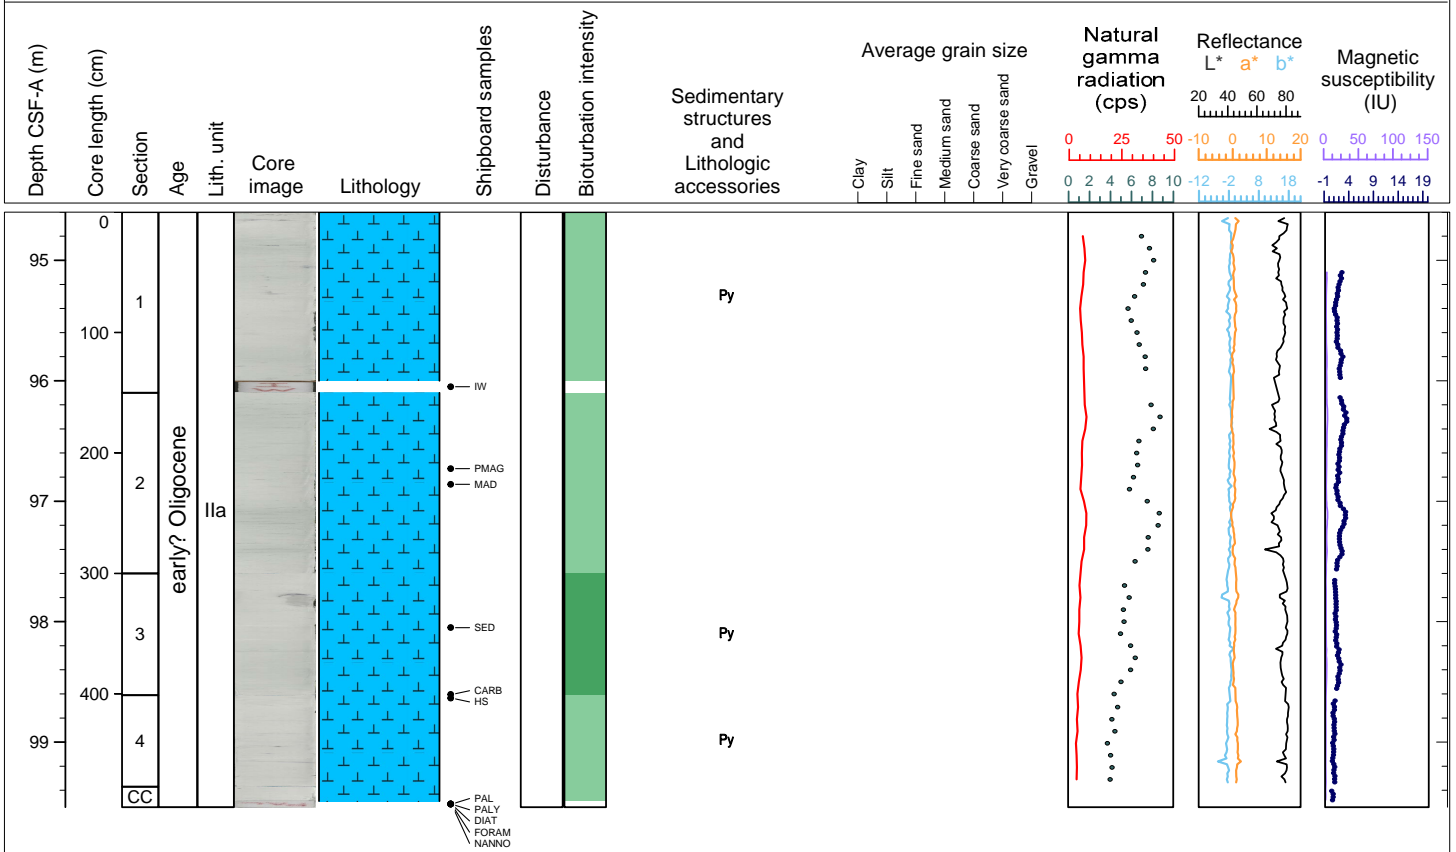 Depth CSF-A (m)
Core length (cm)
Section
Age
Lith. unit
Core
image
Lithology
Shipboard samples
Disturbance
Bioturbation intensity
Sedimentary
structures
and
Lithologic
accessories
Average grain size
Clay
Silt
Fine sand
Medium sand
Coarse sand
Very coarse sand
Gravel
Natural
gamma
radiation
(cps)
0 25 50
0 2 4 6 8 10
Reflectance
L* a* b*
20 40 60 80
-10 0 10 20
-12 -2 8 18
Magnetic
susceptibility
(IU)
0 50 100 150
-1 4 9 14 19
95
96
97
98
99
0
100
200
300
400
1
2
3
4
CC
early? Oligocene
IIa
IW
PMAG
MAD
SED
CARB
HS
PAL
PALY
DIAT
FORAM
NANNO
Py
Py
Py